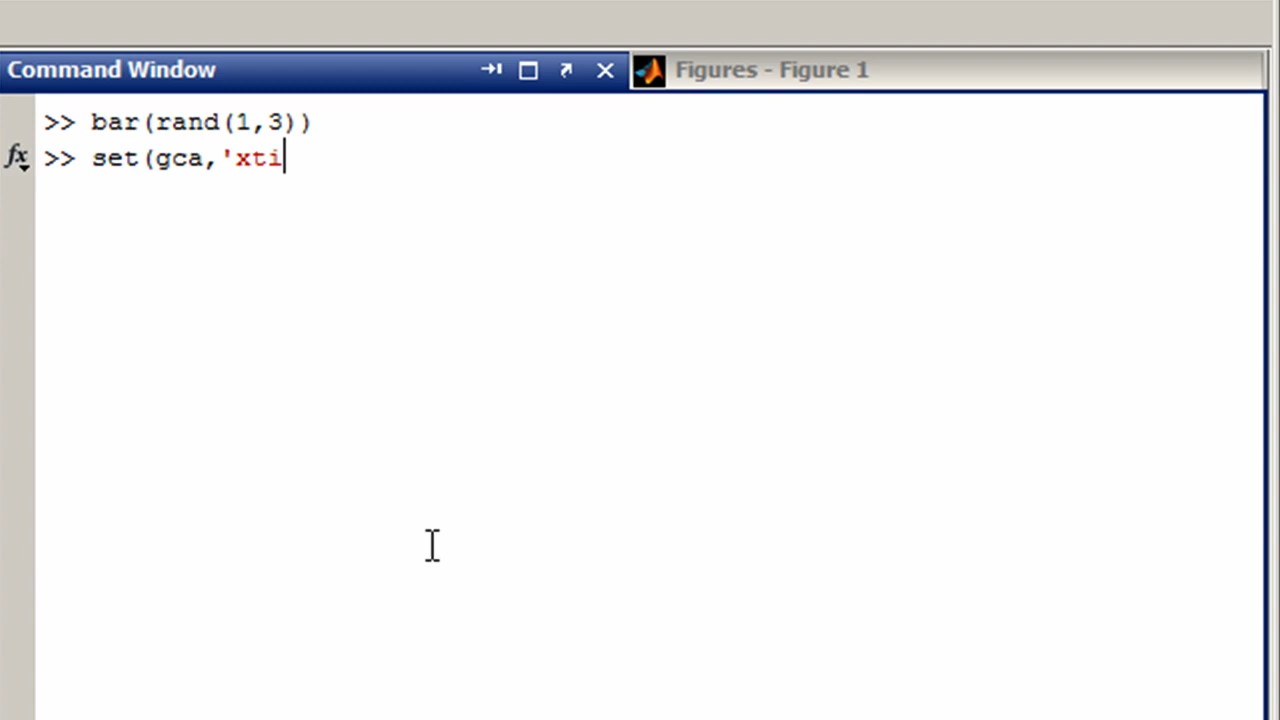 Command Window
Figures - Figure 1
>> bar(rand(1,3))
fx >> set(gca,'xti